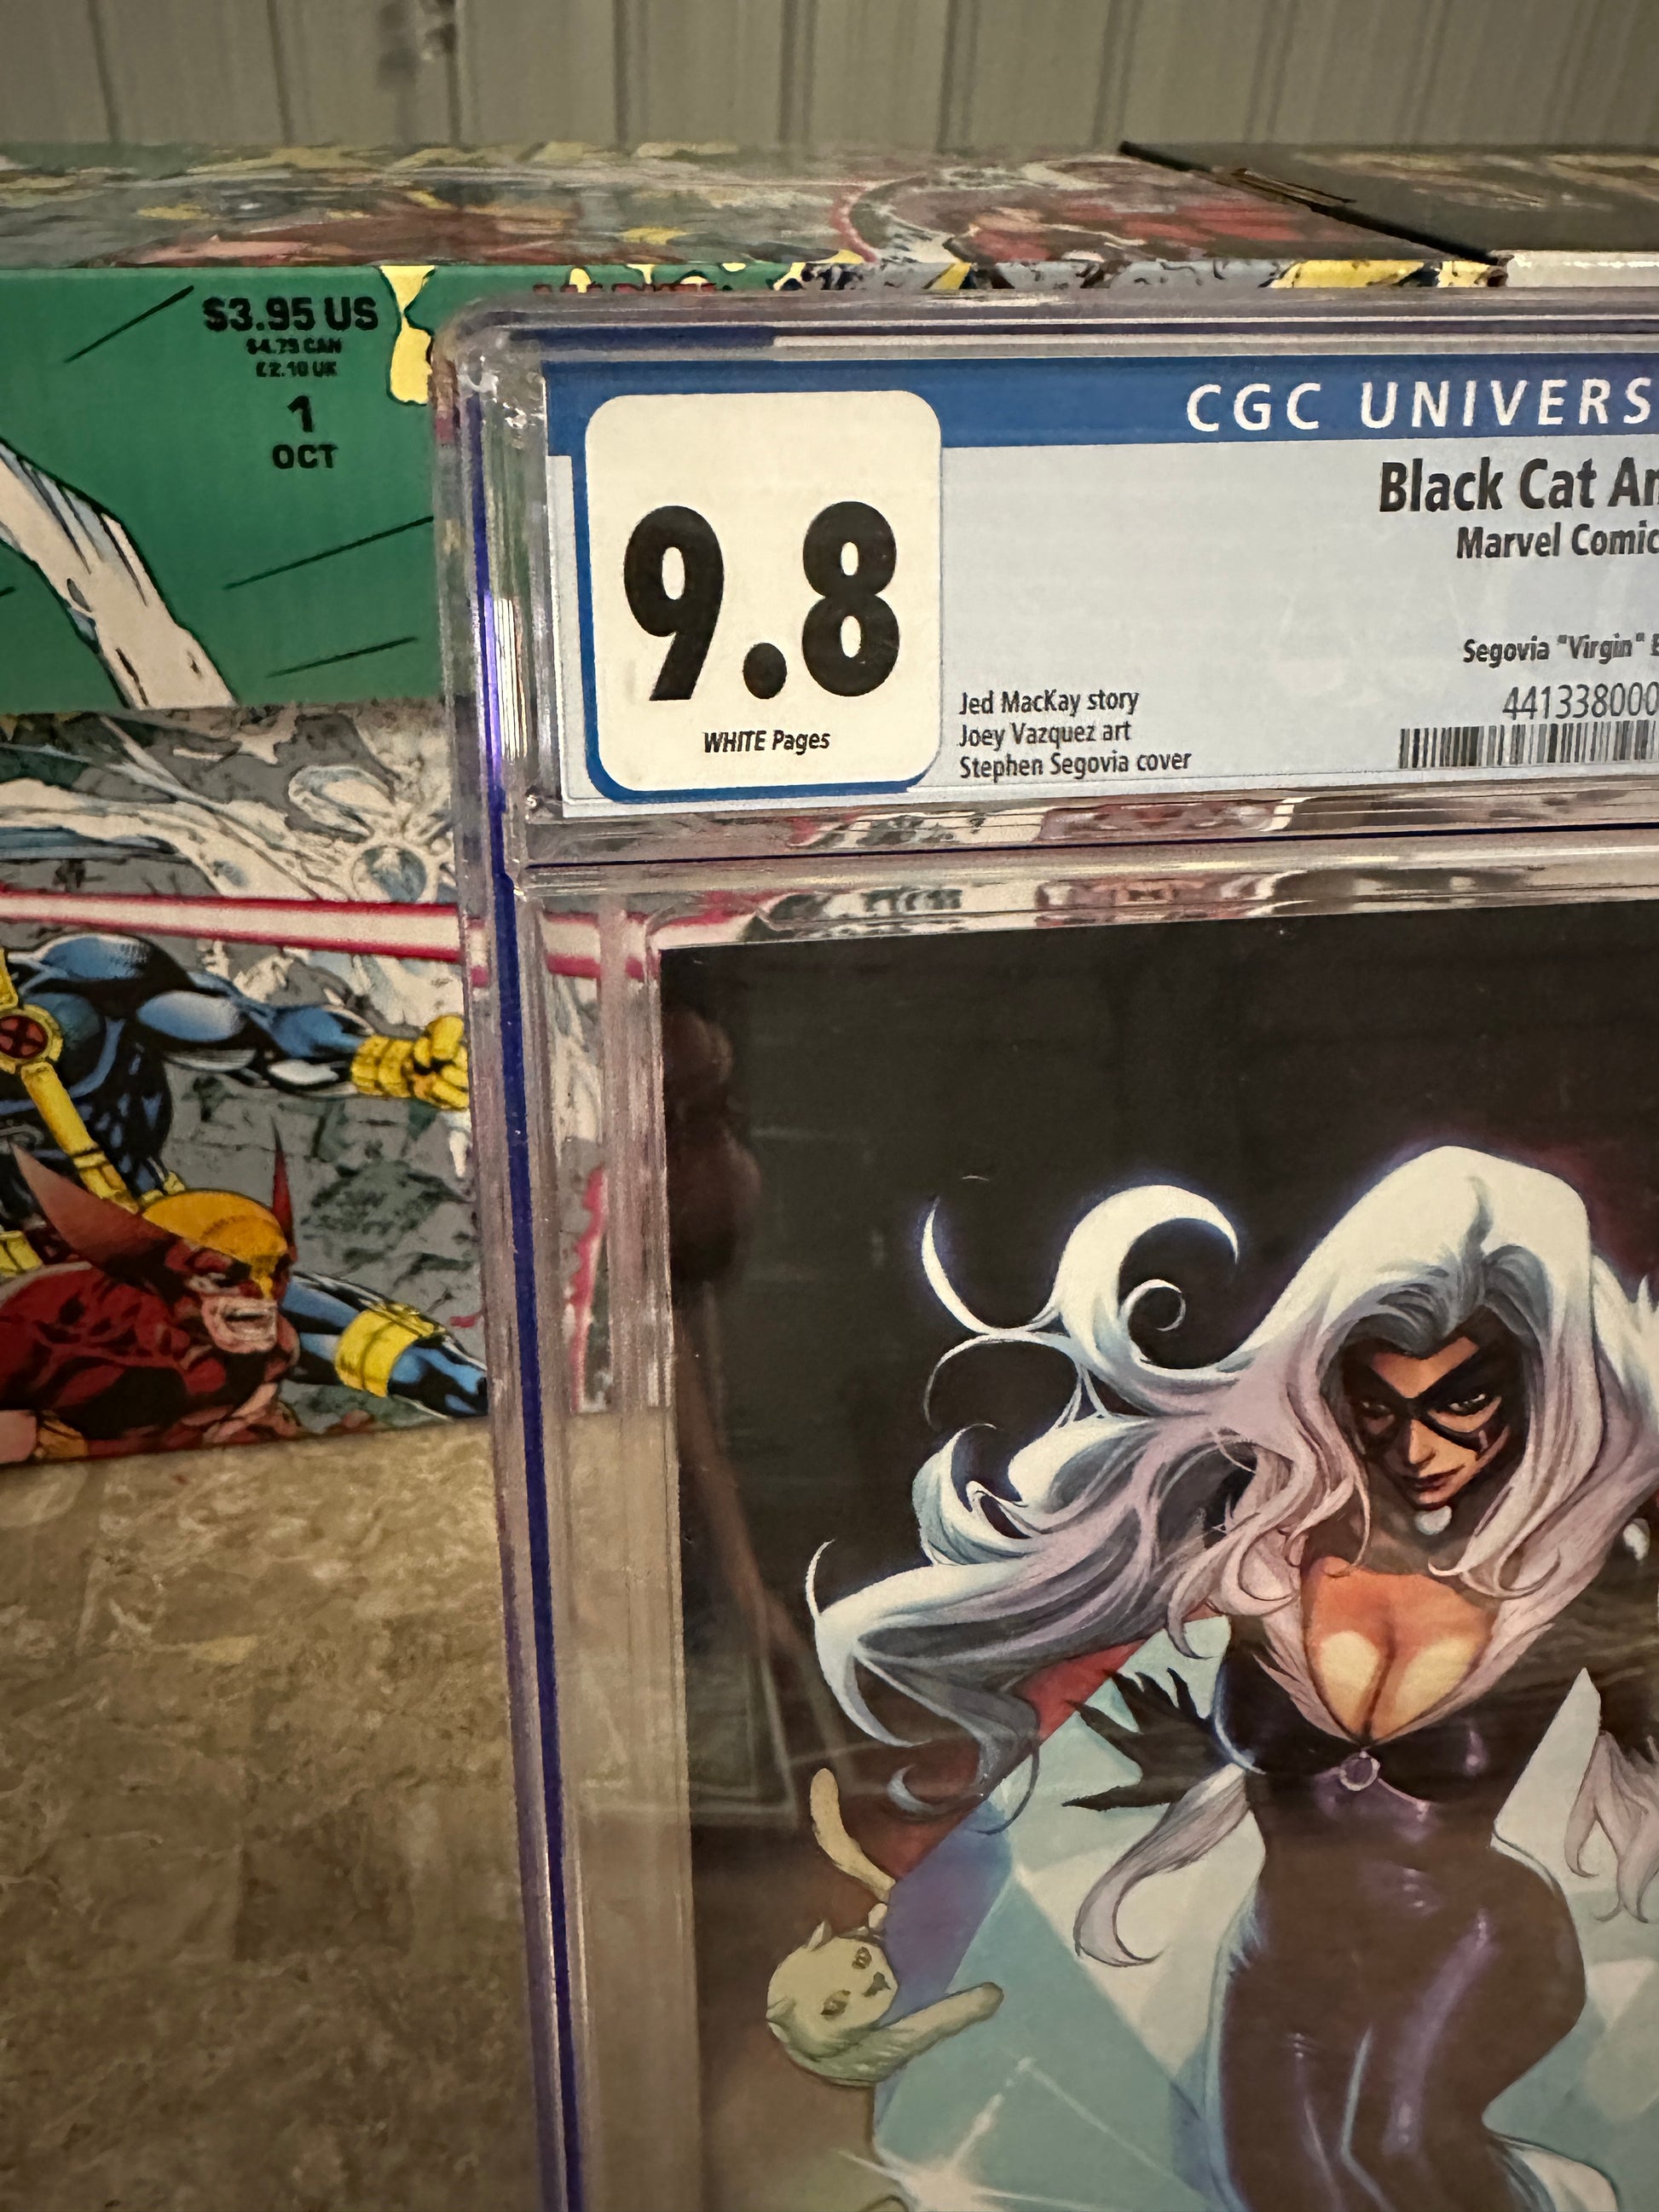 $3.95 US
$4.75 CAN
£2.10 UK
1
OCT
CGC UNIVERS
9.8
WHITE Pages
Black Cat An
Marvel Comic
Segovia "Virgin" E
441338000
Jed MacKay story
Joey Vazquez art
Stephen Segovia cover